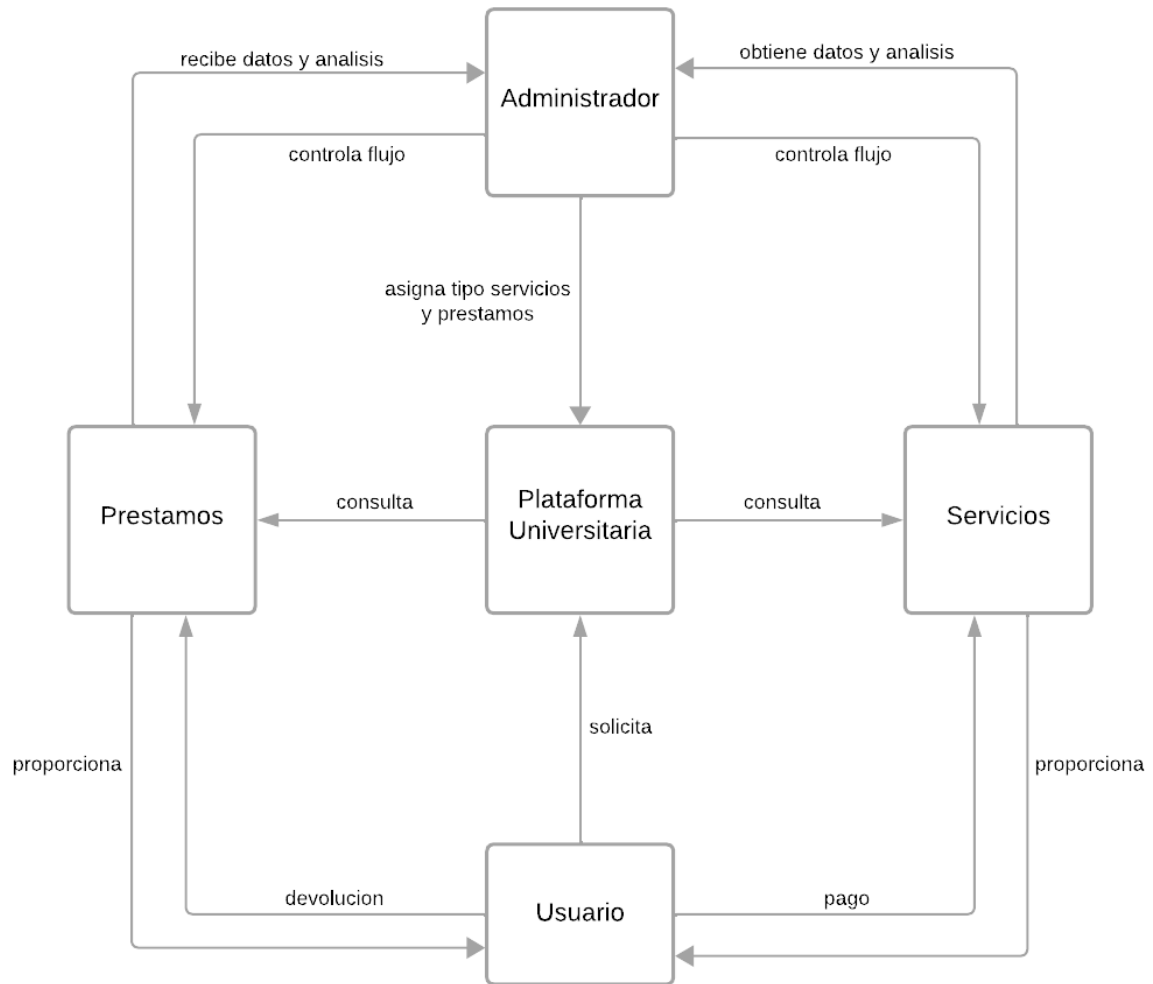 recibe datos y analisis
obtiene datos y analisis
Administrador
controla flujo
controla flujo
asigna tipo servicios
y prestamos
Prestamos
consulta
Plataforma
Universitaria
consulta
Servicios
solicita
proporciona
proporciona
devolucion
Usuario
pago